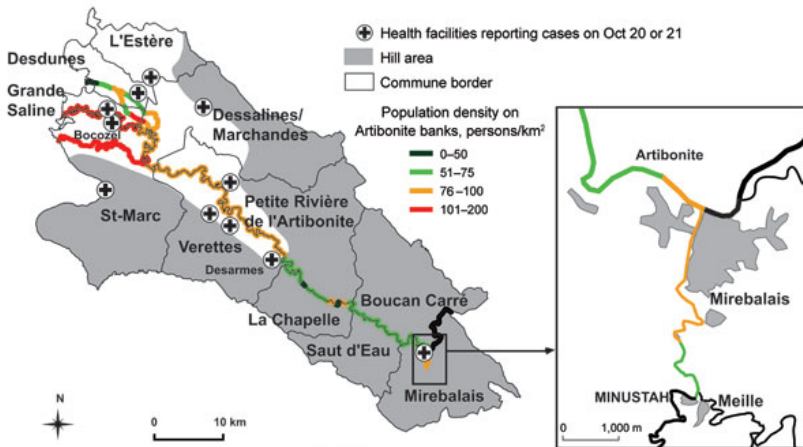 L'Estère
Desdunes
Grande
Saline
Bocozel
Dessalines/
Marchandes
St-Marc
Petite Rivière
de l'Artibonite
Verettes
Desarmes
La Chapelle
Boucan Carré
Saut d'Eau
Mirebalais
N
0 10 km
Health facilities reporting cases on Oct 20 or 21
Hill area
Commune border
Population density on
Artibonite banks, persons/km²
0–50
51–75
76–100
101–200
Artibonite
Mirebalais
MINUSTAH
Meille
0 1,000 m